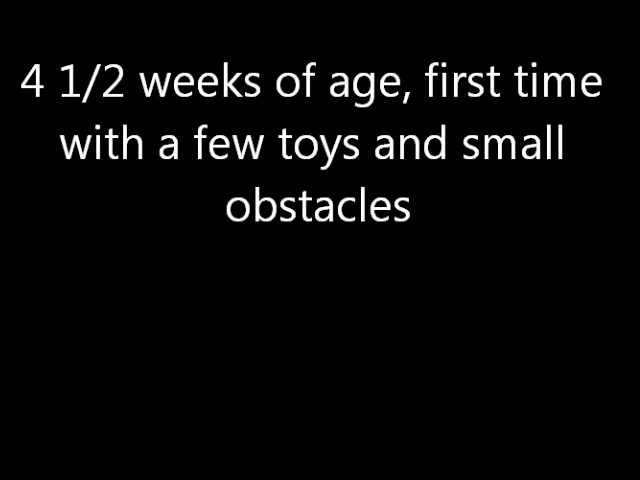 4 1/2 weeks of age, first time
with a few toys and small
obstacles